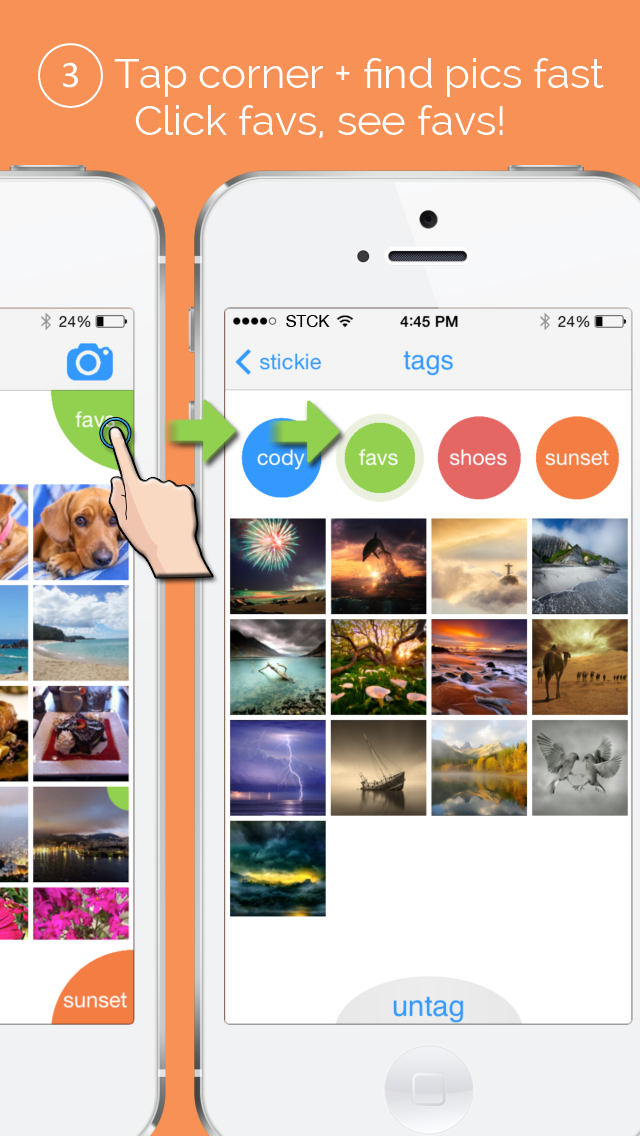 3 Tap corner + find pics fast
Click favs, see favs!
24%
favs
sunset
STCK 4:45 PM 24%
stickie tags
cody favs shoes sunset
untag